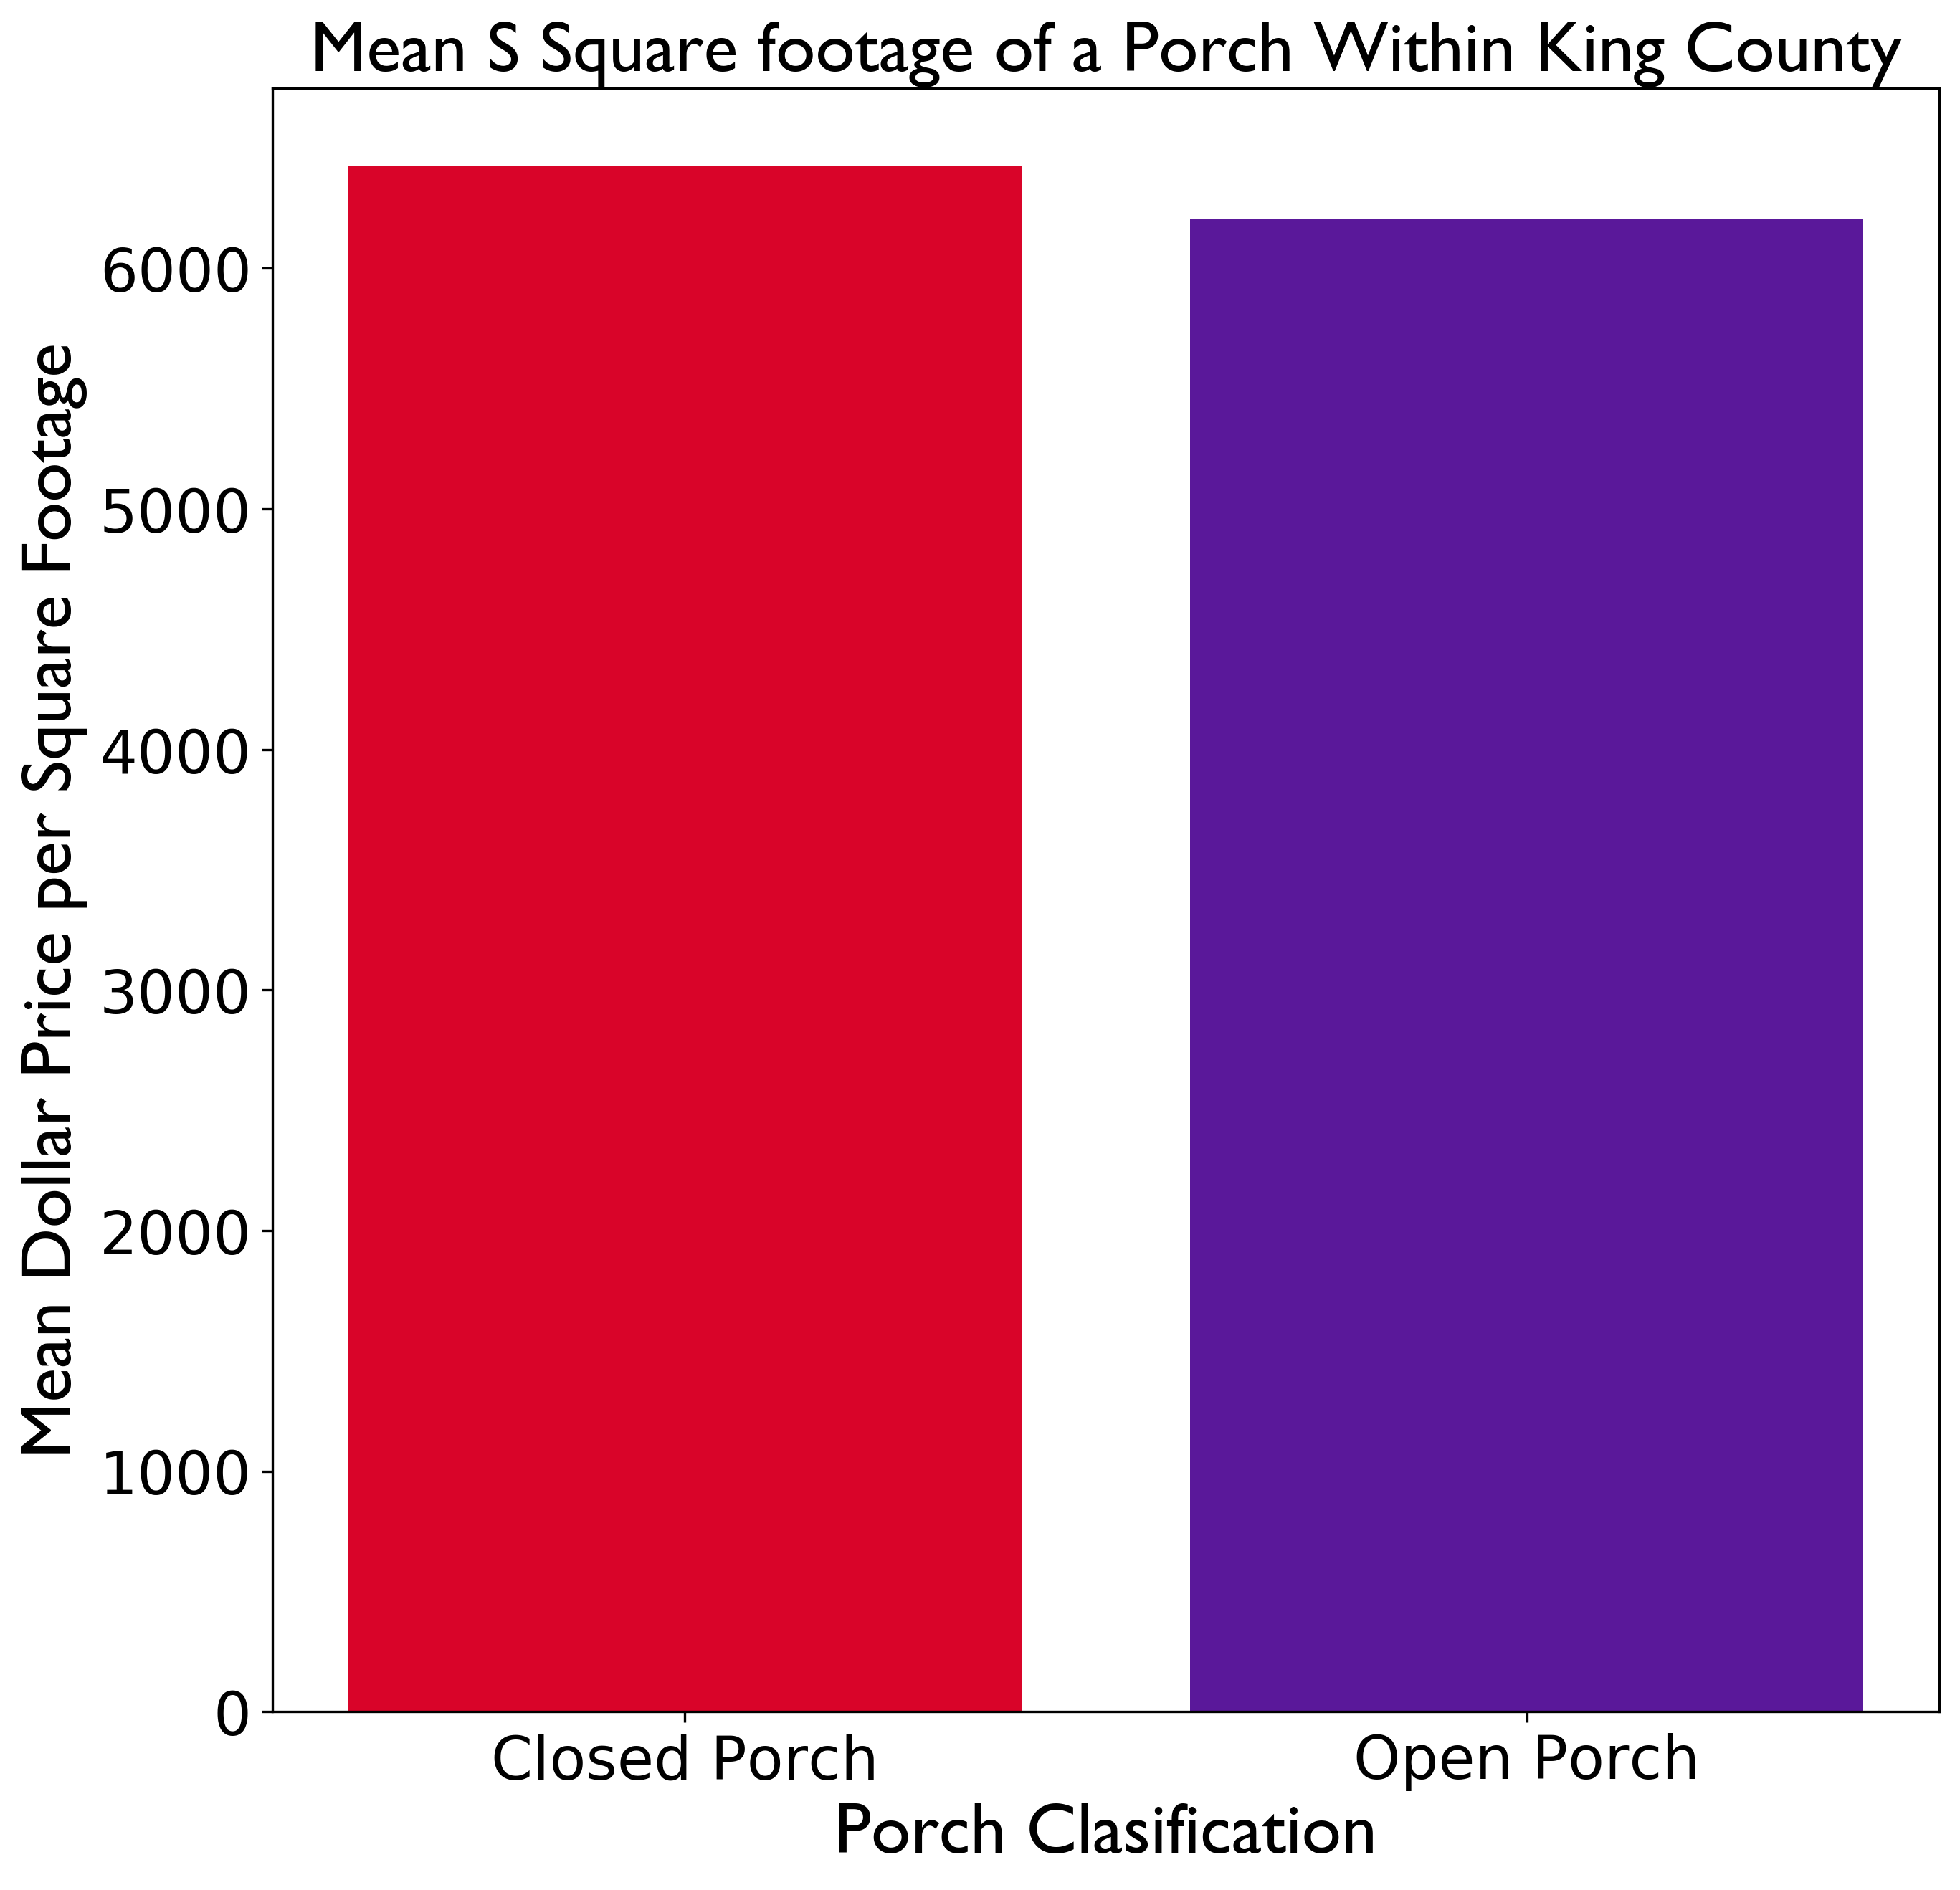 Mean S Square footage of a Porch Within King County
Mean Dollar Price per Square Footage
6000
5000
4000
3000
2000
1000
0
Closed Porch
Open Porch
Porch Clasification